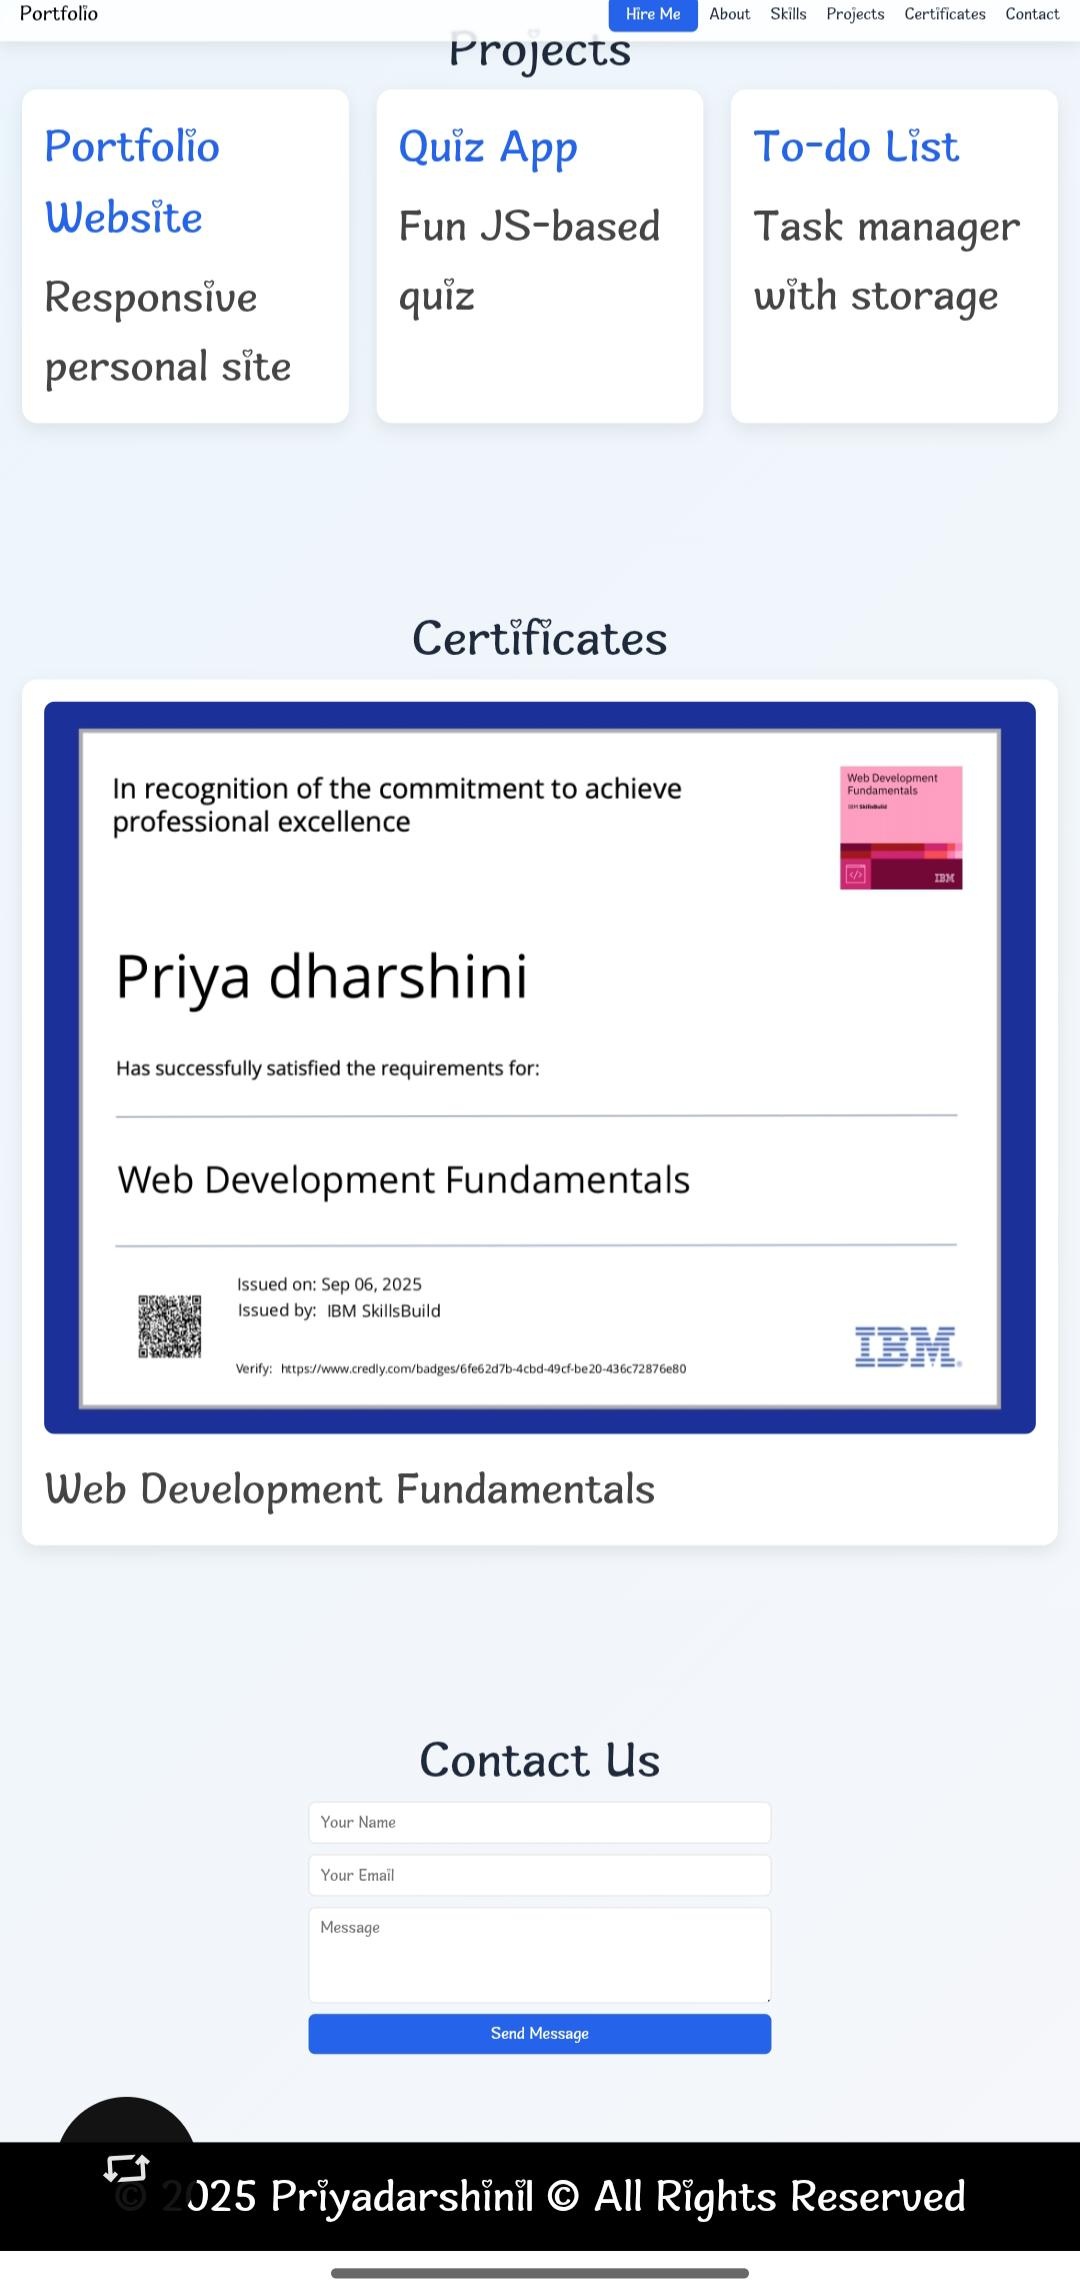 Portfolio
Hire Me About Skills Projects Certificates Contact
Projects
Portfolio
Website
Responsive
personal site
Quiz App
Fun JS-based
quiz
To-do List
Task manager
with storage
Certificates
In recognition of the commitment to achieve
professional excellence
Web Development
Fundamentals
IBM SkillsBuild
</>
IBM
Priya dharshini
Has successfully satisfied the requirements for:
Web Development Fundamentals
Issued on: Sep 06, 2025
Issued by: IBM SkillsBuild
Verify: https://www.credly.com/badges/6fe62d7b-4cbd-49cf-be20-436c72876e80
IBM®
Web Development Fundamentals
Contact Us
Your Name
Your Email
Message
Send Message
© 2025 Priyadarshinil © All Rights Reserved